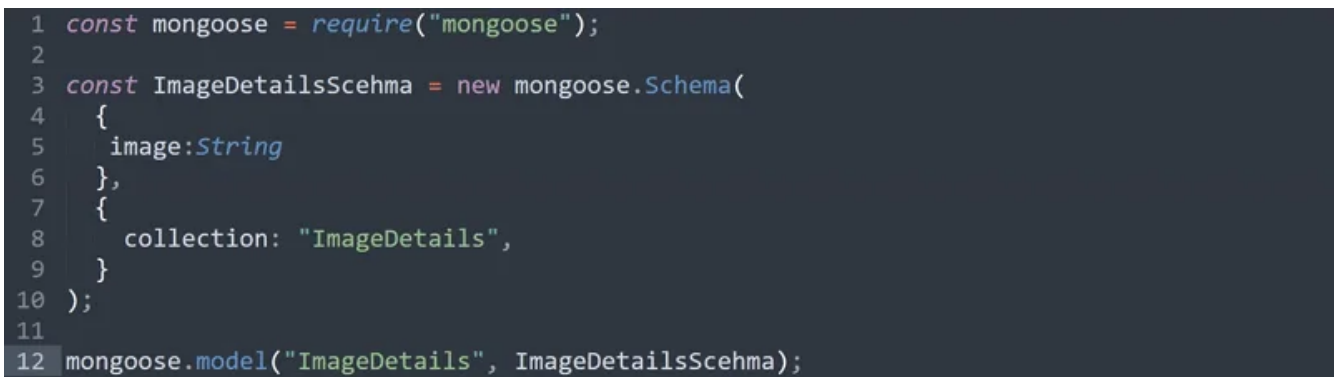 1 const mongoose = require("mongoose");
2
3 const ImageDetailsScehma = new mongoose.Schema(
4 {
5 image:String
6 },
7 {
8 collection: "ImageDetails",
9 }
10 );
11
12 mongoose.model("ImageDetails", ImageDetailsScehma);